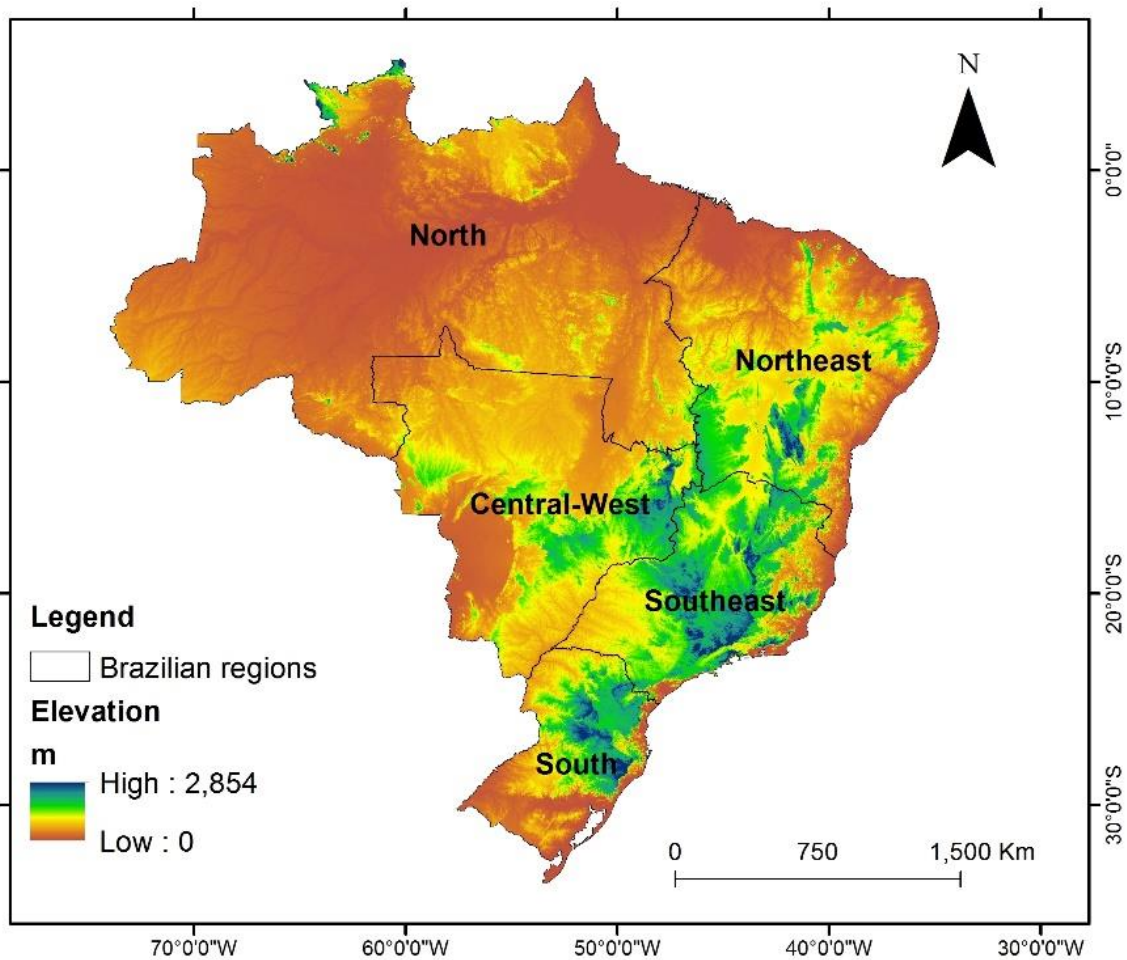 N
0°0'0"
North
Northeast
10°0'0"S
Central-West
Southeast
20°0'0"S
Legend
Brazilian regions
Elevation
m
High : 2,854
Low : 0
South
30°0'0"S
0 750 1,500 Km
70°0'0"W 60°0'0"W 50°0'0"W 40°0'0"W 30°0'0"W